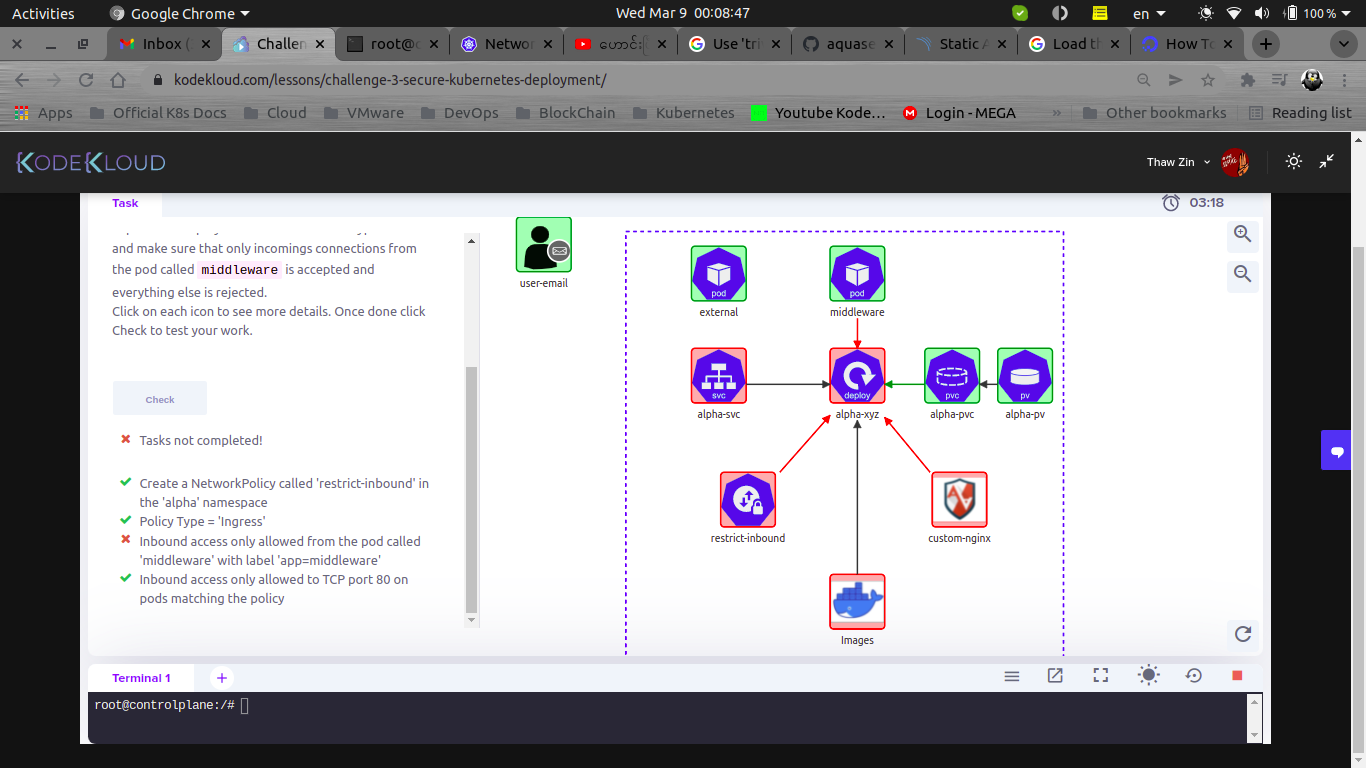 Activities Google Chrome Wed Mar 9 00:08:47 en 100 %
Inbox ( Challen root@c Networ ဟောင်း Use 'tri aquase Static A Load th How To
kodekloud.com/lessons/challenge-3-secure-kubernetes-deployment/
Apps Official K8s Docs Cloud VMware DevOps BlockChain Kubernetes Youtube Kode… Login - MEGA » Other bookmarks Reading list
KODEKLOUD Thaw Zin
Task 03:18
and make sure that only incomings connections from
the pod called middleware is accepted and
everything else is rejected.
Click on each icon to see more details. Once done click
Check to test your work.
Check
Tasks not completed!
Create a NetworkPolicy called 'restrict-inbound' in
the 'alpha' namespace
Policy Type = 'Ingress'
Inbound access only allowed from the pod called
'middleware' with label 'app=middleware'
Inbound access only allowed to TCP port 80 on
pods matching the policy
user-email
pod pod
external middleware
svc deploy pvc pv
alpha-svc alpha-xyz alpha-pvc alpha-pv
restrict-inbound custom-nginx
Images
Terminal 1 +
root@controlplane:/#